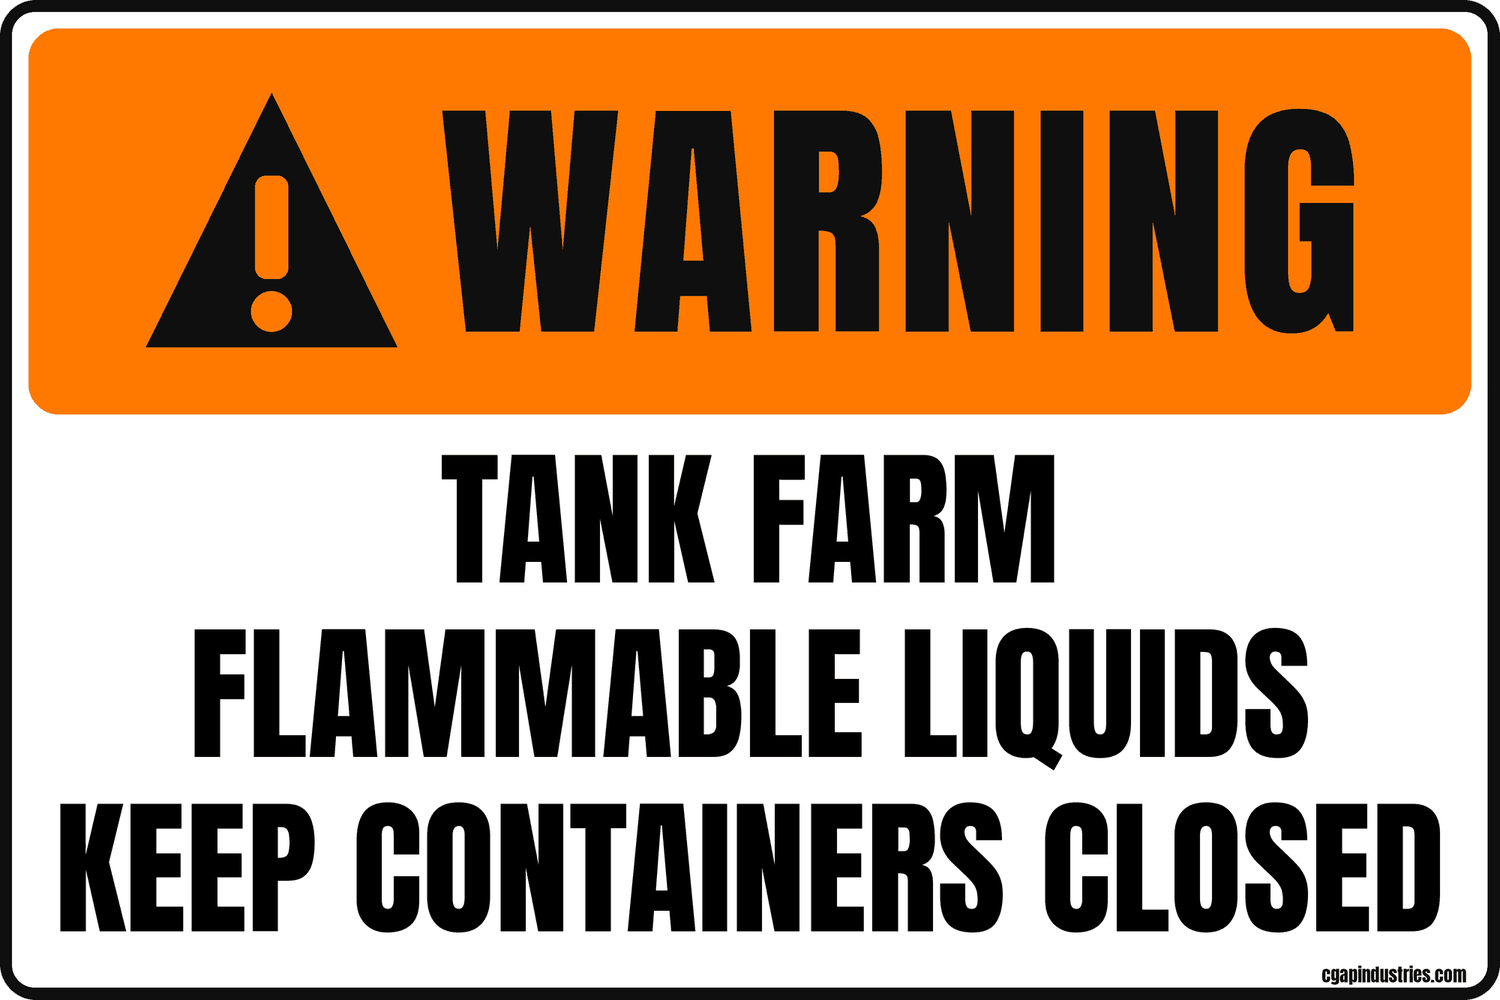 WARNING
TANK FARM
FLAMMABLE LIQUIDS
KEEP CONTAINERS CLOSED
cgapindustries.com